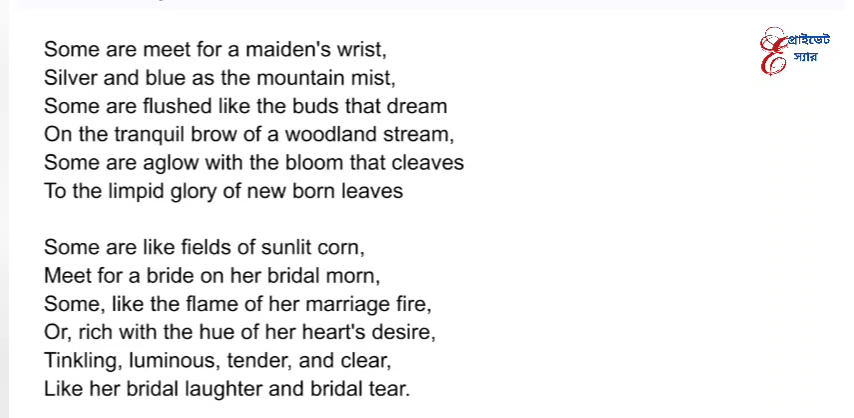 প্রাইভেট
স্যার
Some are meet for a maiden's wrist,
Silver and blue as the mountain mist,
Some are flushed like the buds that dream
On the tranquil brow of a woodland stream,
Some are aglow with the bloom that cleaves
To the limpid glory of new born leaves
Some are like fields of sunlit corn,
Meet for a bride on her bridal morn,
Some, like the flame of her marriage fire,
Or, rich with the hue of her heart's desire,
Tinkling, luminous, tender, and clear,
Like her bridal laughter and bridal tear.